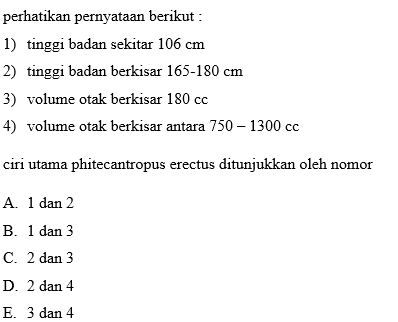 perhatikan pernyataan berikut :
1) tinggi badan sekitar 106 cm
2) tinggi badan berkisar 165-180 cm
3) volume otak berkisar 180 cc
4) volume otak berkisar antara 750 – 1300 cc
ciri utama phitecantropus erectus ditunjukkan oleh nomor
A. 1 dan 2
B. 1 dan 3
C. 2 dan 3
D. 2 dan 4
E. 3 dan 4